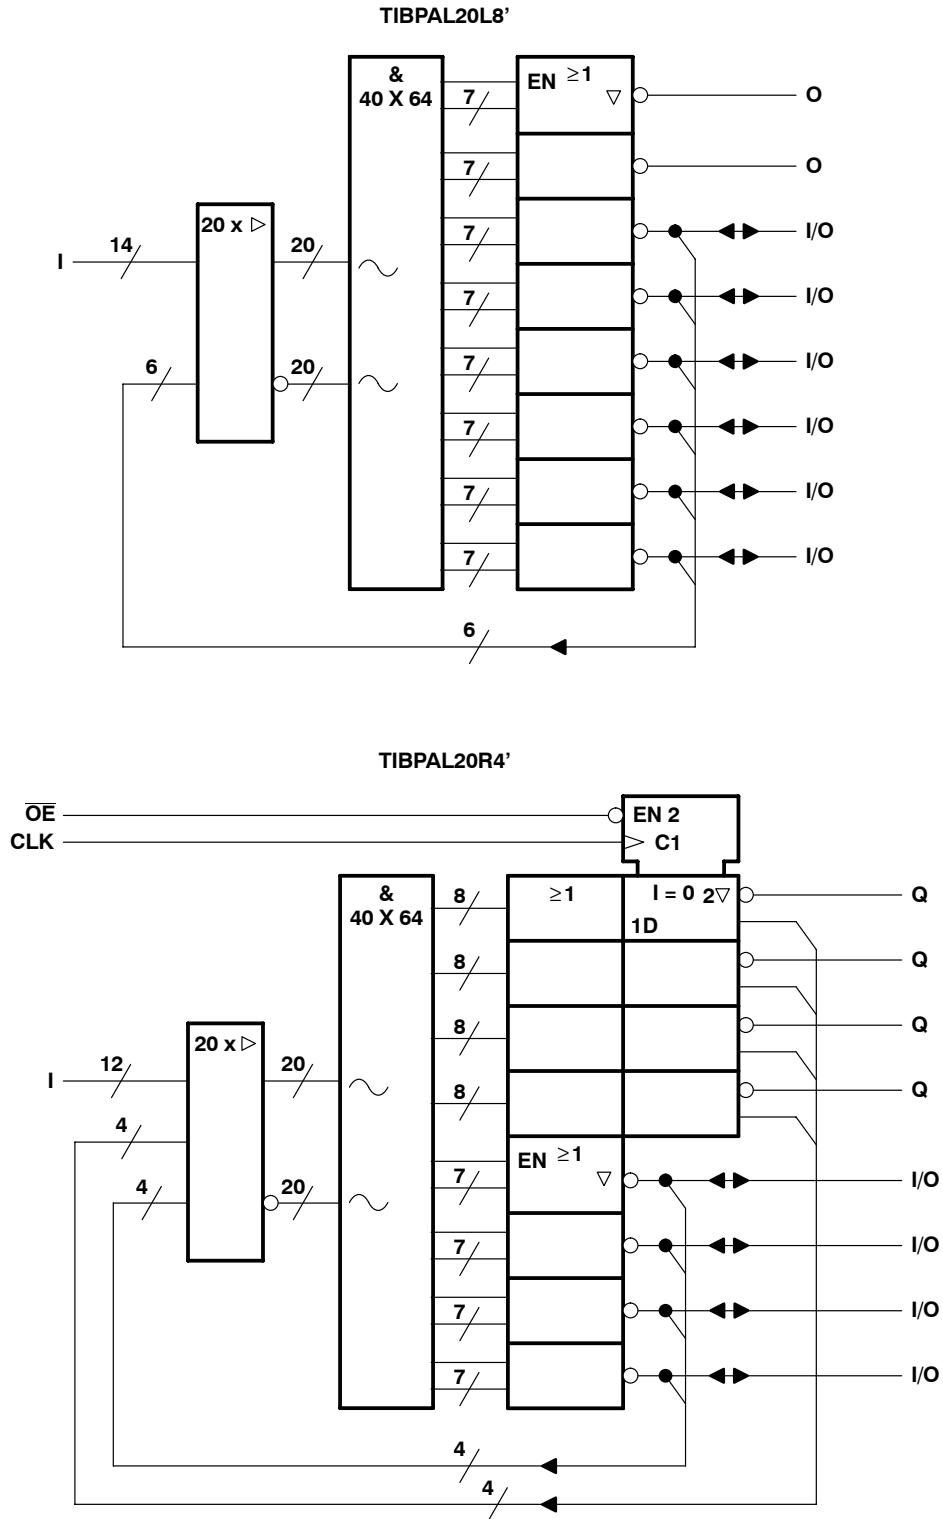 TIBPAL20L8'
&
40 X 64
EN ≥1
▽
7
O
7
O
20 x ▷
I
14
20
7
I/O
7
I/O
6
20
7
I/O
7
I/O
7
I/O
7
I/O
6
TIBPAL20R4'
OE
EN 2
CLK
C1
&
40 X 64
8
≥1
I = 0 2▽
1D
Q
8
Q
20 x ▷
8
Q
I
12
20
8
Q
4
EN ≥1
▽
4
20
7
I/O
7
I/O
7
I/O
7
I/O
4
4